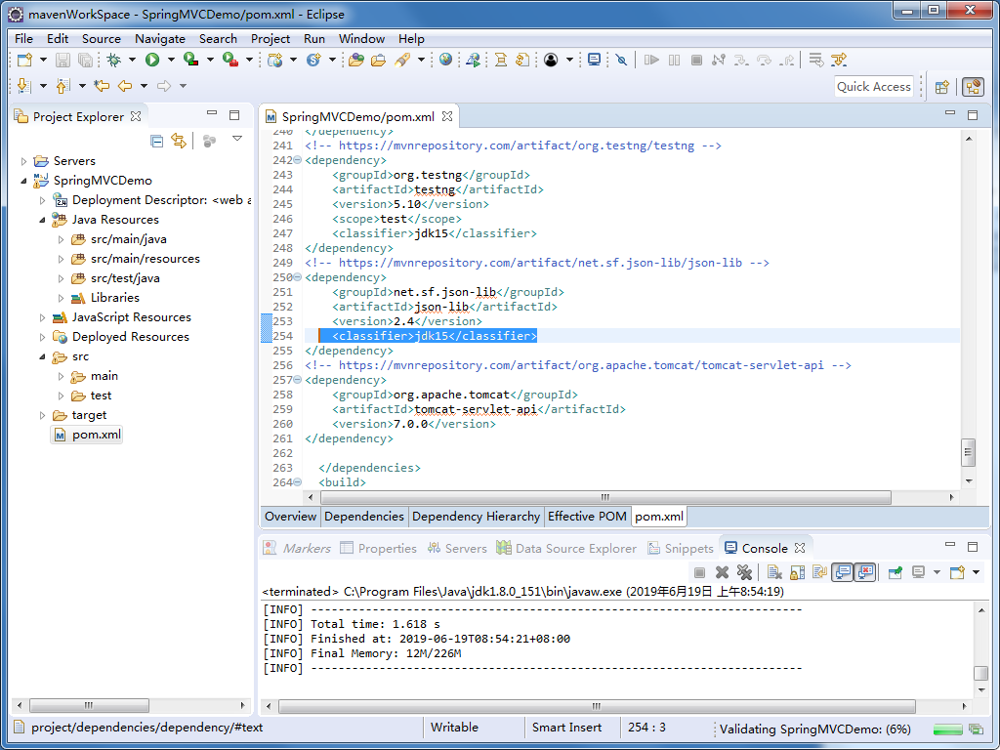 mavenWorkSpace - SpringMVCDemo/pom.xml - Eclipse
File Edit Source Navigate Search Project Run Window Help
Quick Access
Project Explorer
Servers
SpringMVCDemo
Deployment Descriptor: <web a
Java Resources
src/main/java
src/main/resources
src/test/java
Libraries
JavaScript Resources
Deployed Resources
src
main
test
target
pom.xml
SpringMVCDemo/pom.xml
240 </dependency>
241 <!-- https://mvnrepository.com/artifact/org.testng/testng -->
242 <dependency>
243 <groupId>org.testng</groupId>
244 <artifactId>testng</artifactId>
245 <version>5.10</version>
246 <scope>test</scope>
247 <classifier>jdk15</classifier>
248 </dependency>
249 <!-- https://mvnrepository.com/artifact/net.sf.json-lib/json-lib -->
250 <dependency>
251 <groupId>net.sf.json-lib</groupId>
252 <artifactId>json-lib</artifactId>
253 <version>2.4</version>
254 <classifier>jdk15</classifier>
255 </dependency>
256 <!-- https://mvnrepository.com/artifact/org.apache.tomcat/tomcat-servlet-api -->
257 <dependency>
258 <groupId>org.apache.tomcat</groupId>
259 <artifactId>tomcat-servlet-api</artifactId>
260 <version>7.0.0</version>
261 </dependency>
262
263 </dependencies>
264 <build>
Overview Dependencies Dependency Hierarchy Effective POM pom.xml
Markers Properties Servers Data Source Explorer Snippets Console
<terminated> C:\Program Files\Java\jdk1.8.0_151\bin\javaw.exe (2019年6月19日 上午8:54:19)
[INFO] ------------------------------------------------------------------------
[INFO] Total time: 1.618 s
[INFO] Finished at: 2019-06-19T08:54:21+08:00
[INFO] Final Memory: 12M/226M
[INFO] ------------------------------------------------------------------------
project/dependencies/dependency/#text Writable Smart Insert 254 : 3 Validating SpringMVCDemo: (6%)